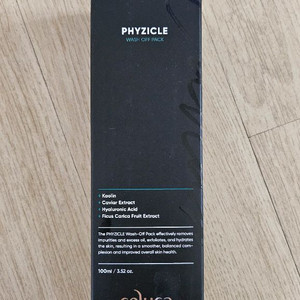 PHYZICLE
WASH OFF PACK
• Kaolin
• Caviar Extract
• Hyaluronic Acid
• Ficus Carica Fruit Extract
The PHYZICLE Wash-Off Pack effectively removes
impurities and excess oil, exfoliates, and hydrates
the skin, resulting in a smoother, balanced com-
plexion and improved overall skin health.
100ml / 3.52 oz.